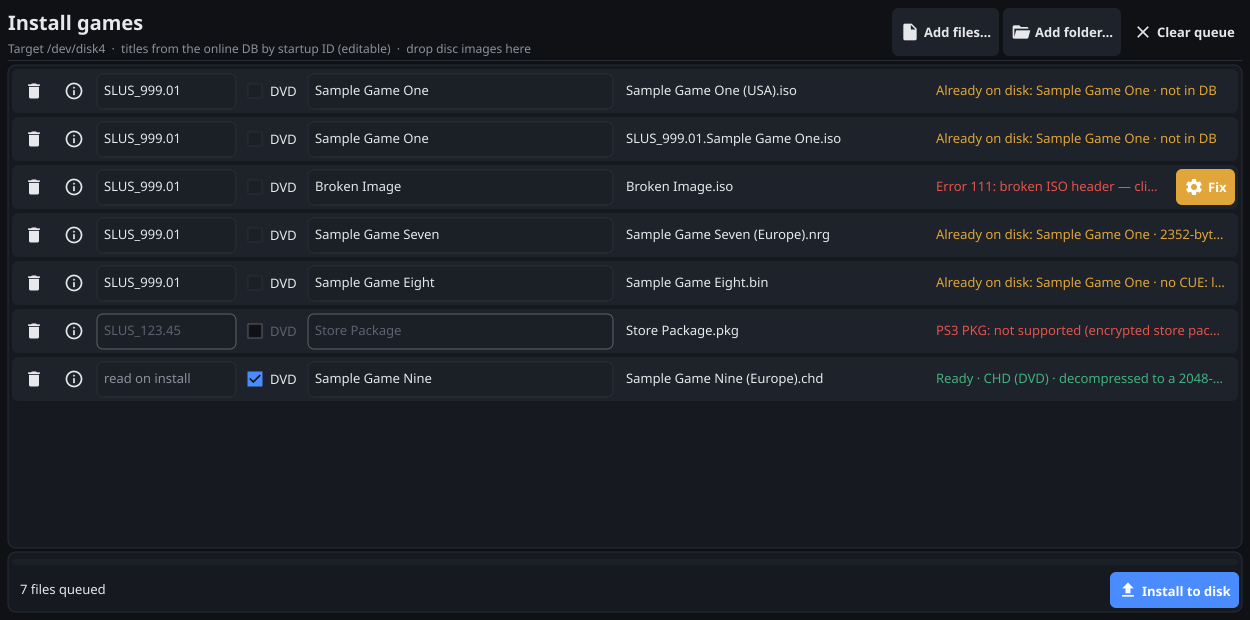 Install games
Target /dev/disk4 · titles from the online DB by startup ID (editable) · drop disc images here
Add files...
Add folder...
Clear queue
SLUS_999.01 DVD Sample Game One Sample Game One (USA).iso Already on disk: Sample Game One · not in DB
SLUS_999.01 DVD Sample Game One SLUS_999.01.Sample Game One.iso Already on disk: Sample Game One · not in DB
SLUS_999.01 DVD Broken Image Broken Image.iso Error 111: broken ISO header — cli... Fix
SLUS_999.01 DVD Sample Game Seven Sample Game Seven (Europe).nrg Already on disk: Sample Game One · 2352-byt...
SLUS_999.01 DVD Sample Game Eight Sample Game Eight.bin Already on disk: Sample Game One · no CUE: l...
SLUS_123.45 DVD Store Package Store Package.pkg PS3 PKG: not supported (encrypted store pac...
read on install DVD Sample Game Nine Sample Game Nine (Europe).chd Ready · CHD (DVD) · decompressed to a 2048-...
7 files queued
Install to disk